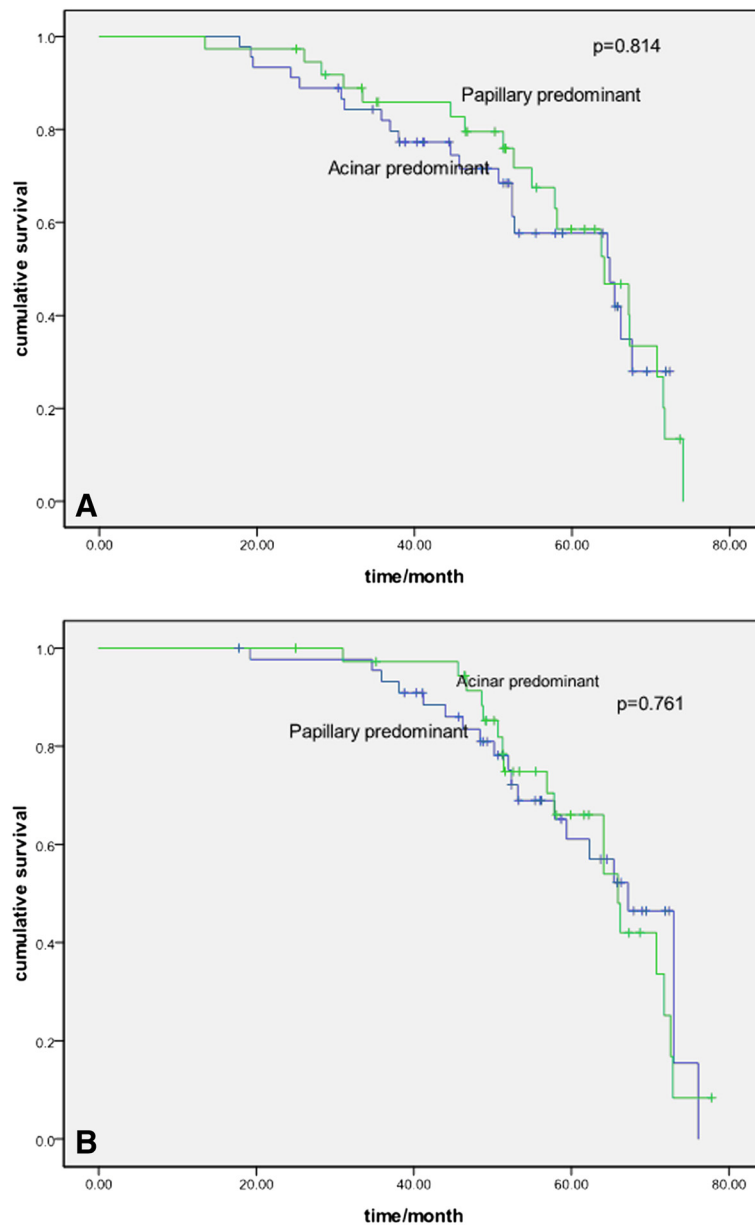 1.0
p=0.814
Papillary predominant
0.8
Acinar predominant
cumulative survival
0.6
0.4
0.2
0.0
A
0.00 20.00 40.00 60.00 80.00
time/month
1.0
Acinar predominant
p=0.761
Papillary predominant
0.8
cumulative survival
0.6
0.4
0.2
0.0
B
0.00 20.00 40.00 60.00 80.00
time/month